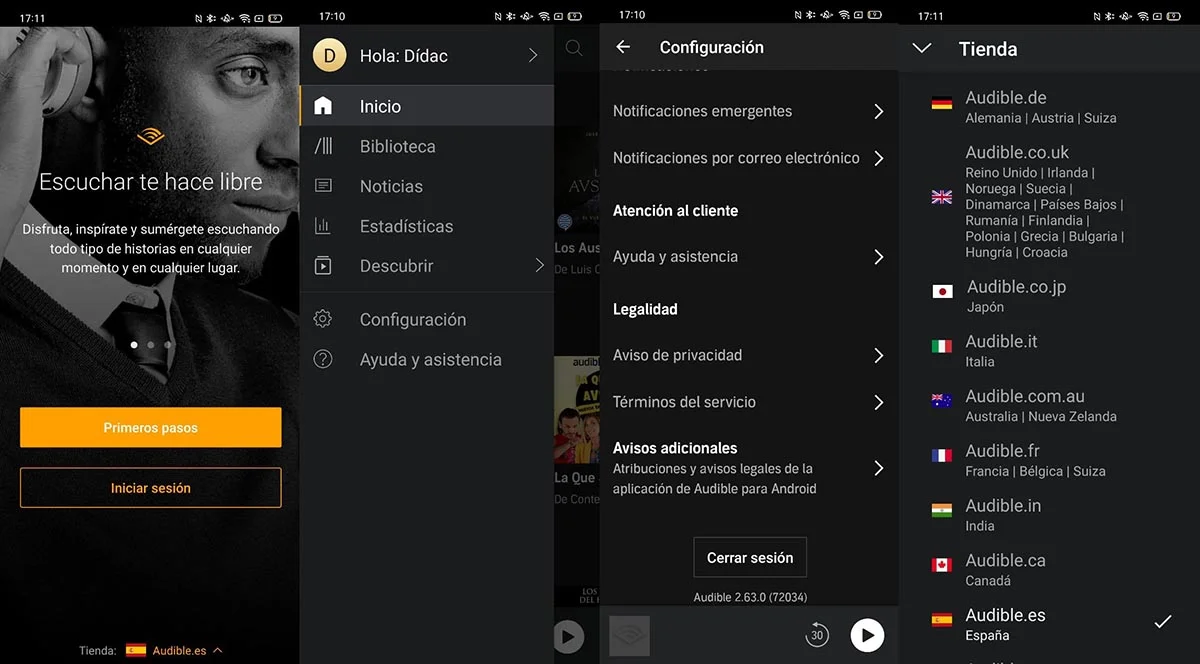 17:11
Escuchar te hace libre
Disfruta, inspírate y sumérgete escuchando
todo tipo de historias en cualquier
momento y en cualquier lugar.
Primeros pasos
Iniciar sesión
Tienda: Audible.es
17:10
D
Hola: Dídac
Inicio
Biblioteca
Noticias
Estadísticas
Descubrir
Configuración
Ayuda y asistencia
Los Aus
De Luis C
audib
LA QU
AV
La Que
De Conte
LOS
DEL
17:10
Configuración
Notificaciones emergentes
Notificaciones por correo electrónico
Atención al cliente
Ayuda y asistencia
Legalidad
Aviso de privacidad
Términos del servicio
Avisos adicionales
Atribuciones y avisos legales de la
aplicación de Audible para Android
Cerrar sesión
Audible 2.63.0 (72034)
30
17:11
Tienda
Audible.de
Alemania | Austria | Suiza
Audible.co.uk
Reino Unido | Irlanda |
Noruega | Suecia |
Dinamarca | Países Bajos |
Rumanía | Finlandia |
Polonia | Grecia | Bulgaria |
Hungría | Croacia
Audible.co.jp
Japón
Audible.it
Italia
Audible.com.au
Australia | Nueva Zelanda
Audible.fr
Francia | Bélgica | Suiza
Audible.in
India
Audible.ca
Canadá
Audible.es
España